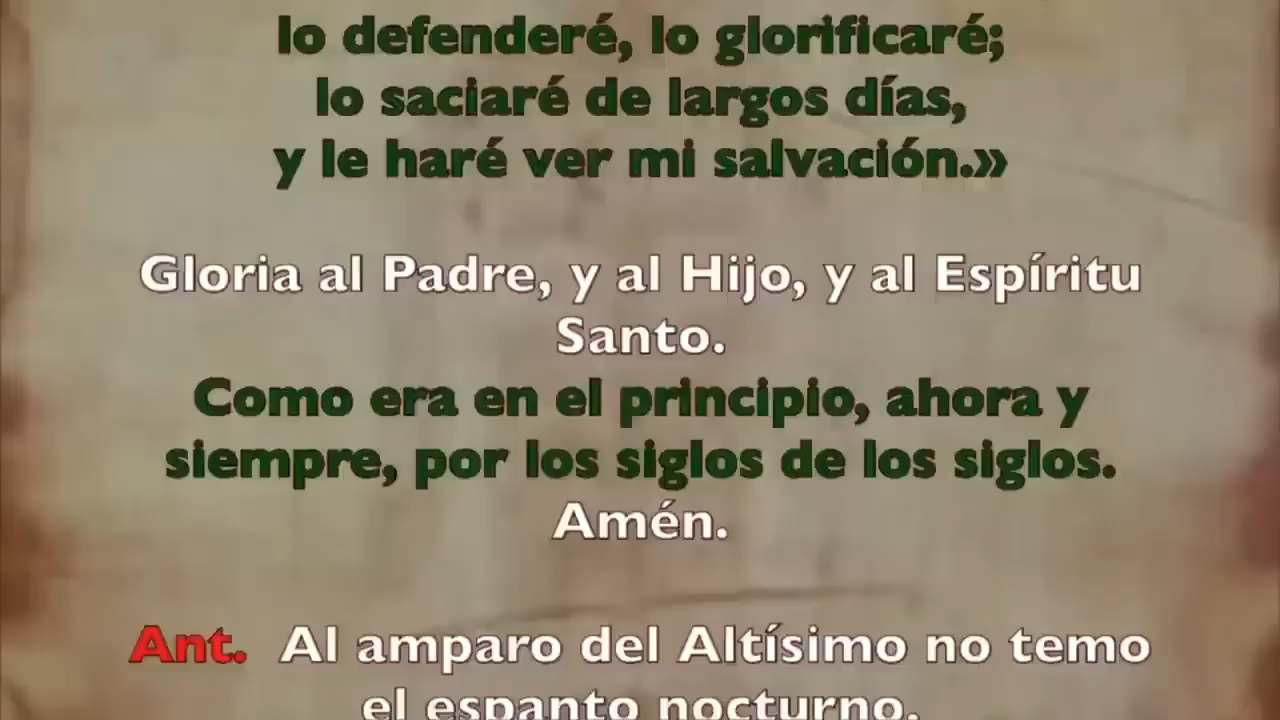 lo defenderé, lo glorificaré;
lo saciaré de largos días,
y le haré ver mi salvación.»
Gloria al Padre, y al Hijo, y al Espíritu
Santo.
Como era en el principio, ahora y
siempre, por los siglos de los siglos.
Amén.
Ant. Al amparo del Altísimo no temo
el espanto nocturno.